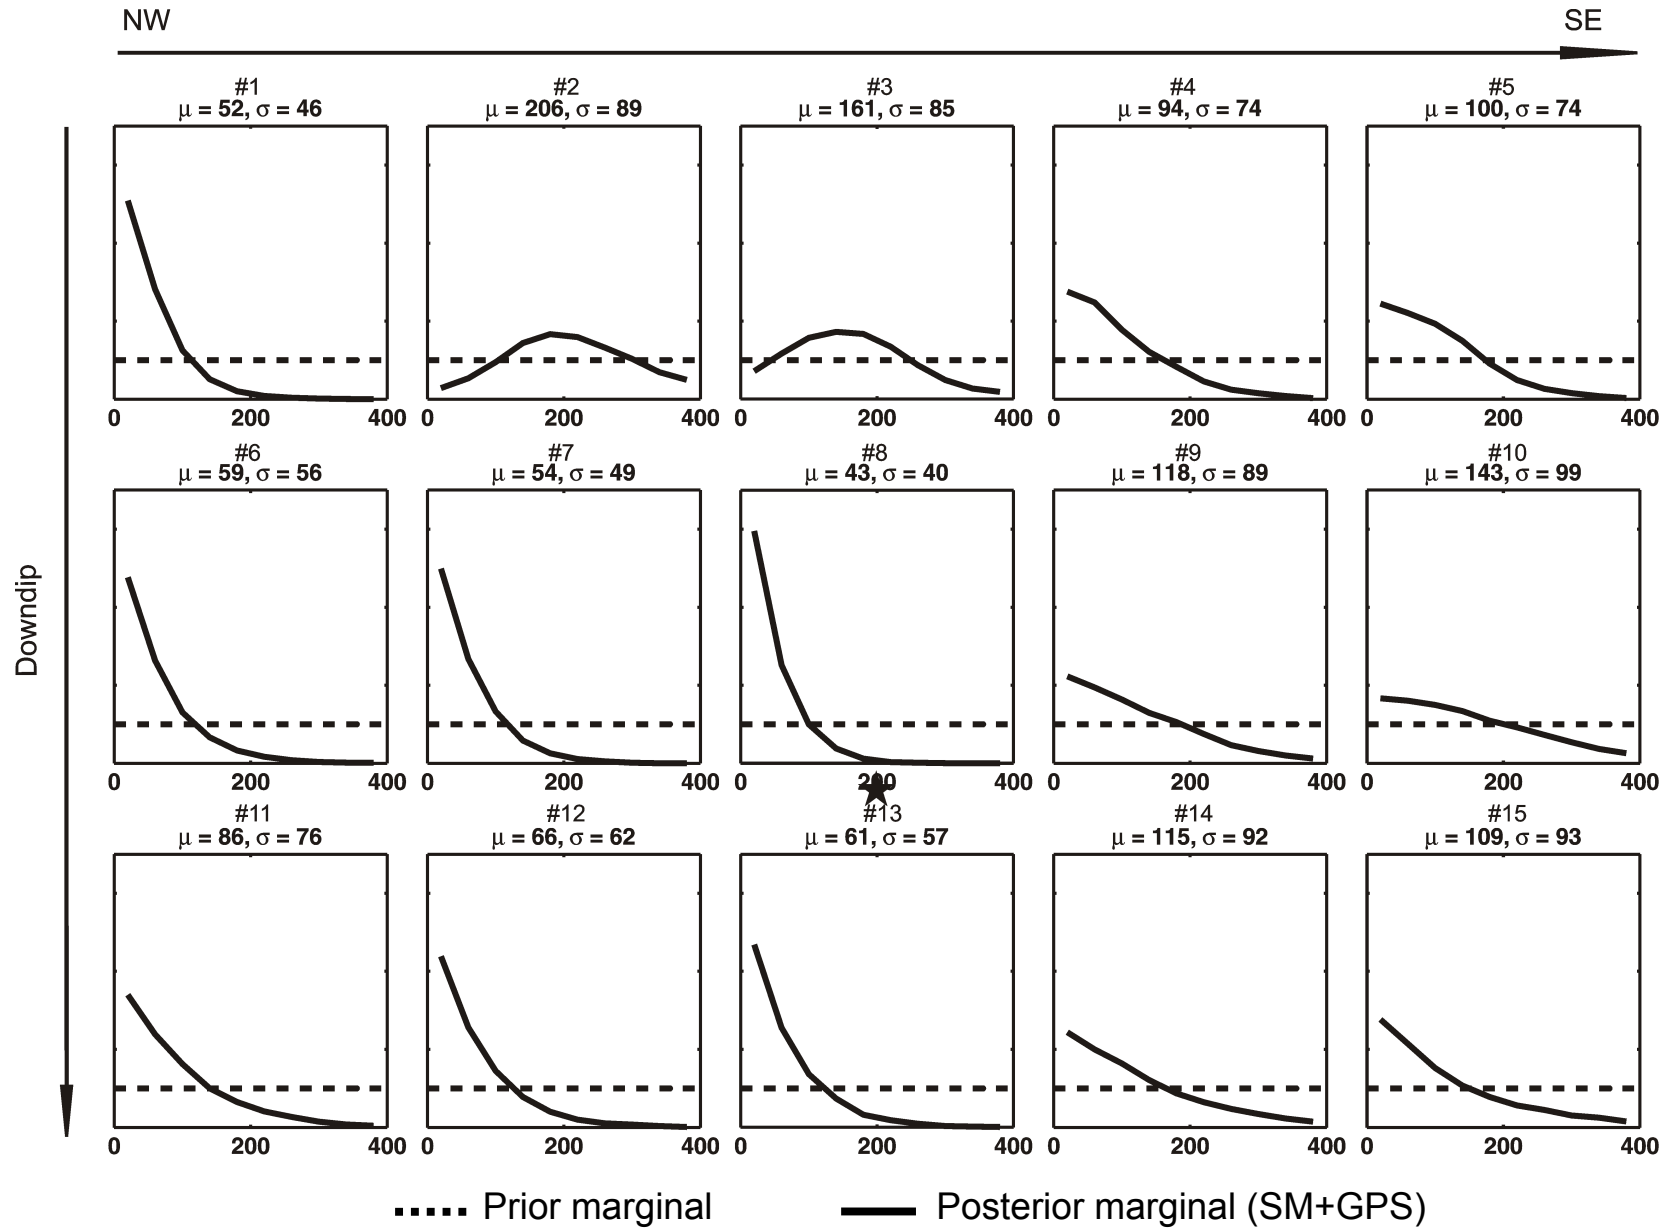 NW SE
#1 #2 #3 #4 #5
μ = 52, σ = 46 μ = 206, σ = 89 μ = 161, σ = 85 μ = 94, σ = 74 μ = 100, σ = 74
0 200 400 0 200 400 0 200 400 0 200 400 0 200 400
#6 #7 #8 #9 #10
μ = 59, σ = 56 μ = 54, σ = 49 μ = 43, σ = 40 μ = 118, σ = 89 μ = 143, σ = 99
Downdip
0 200 400 0 200 400 0 200 400 0 200 400 0 200 400
#11 #12 #13 #14 #15
μ = 86, σ = 76 μ = 66, σ = 62 μ = 61, σ = 57 μ = 115, σ = 92 μ = 109, σ = 93
0 200 400 0 200 400 0 200 400 0 200 400 0 200 400
Prior marginal Posterior marginal (SM+GPS)